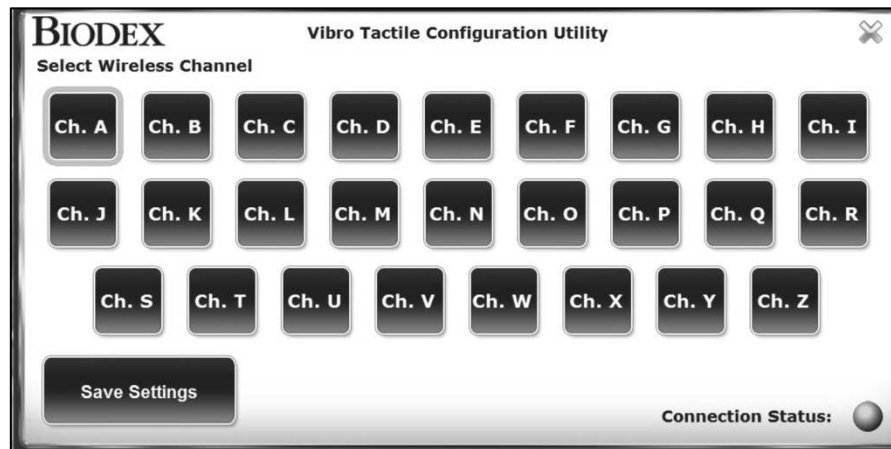 BIODEX Vibro Tactile Configuration Utility
Select Wireless Channel
Ch. A Ch. B Ch. C Ch. D Ch. E Ch. F Ch. G Ch. H Ch. I
Ch. J Ch. K Ch. L Ch. M Ch. N Ch. O Ch. P Ch. Q Ch. R
Ch. S Ch. T Ch. U Ch. V Ch. W Ch. X Ch. Y Ch. Z
Save Settings
Connection Status: